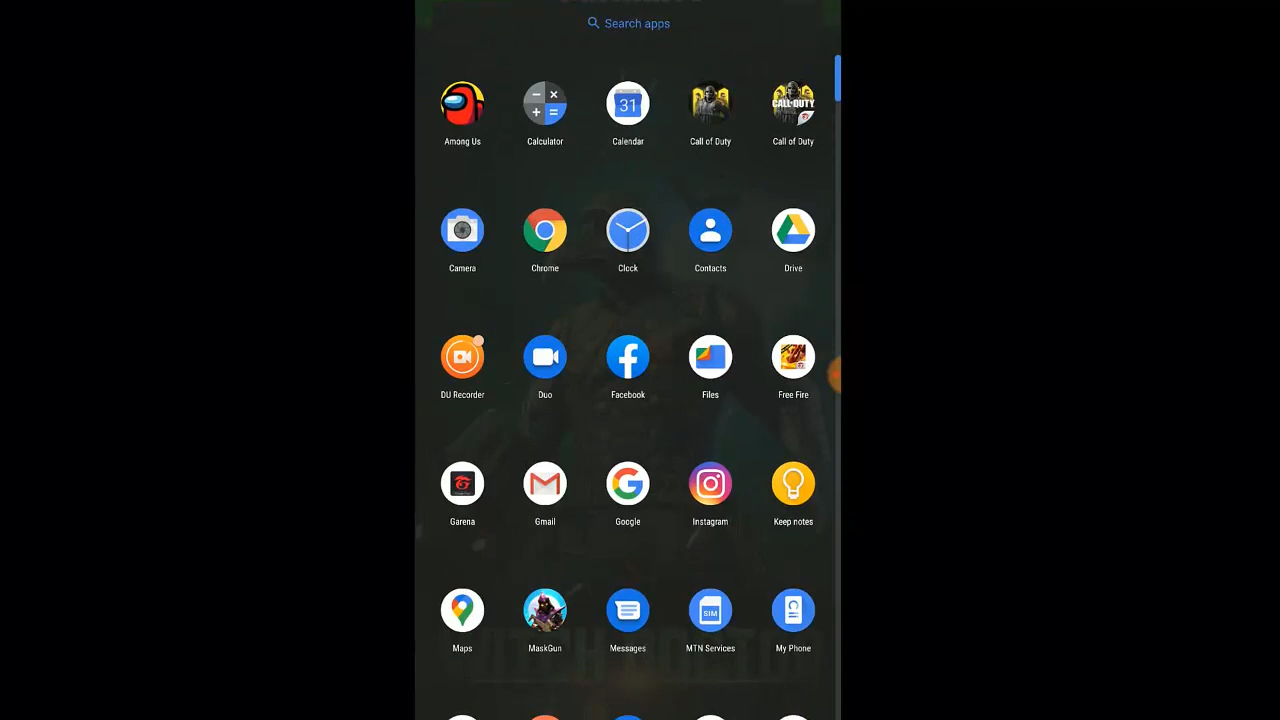 Search apps
Among Us
Calculator
31
Calendar
Call of Duty
CALL·DUTY
Call of Duty
Camera
Chrome
Clock
Contacts
Drive
DU Recorder
Duo
Facebook
Files
Free Fire
Garena
Gmail
Google
Instagram
Keep notes
Maps
MaskGun
Messages
SIM
MTN Services
My Phone